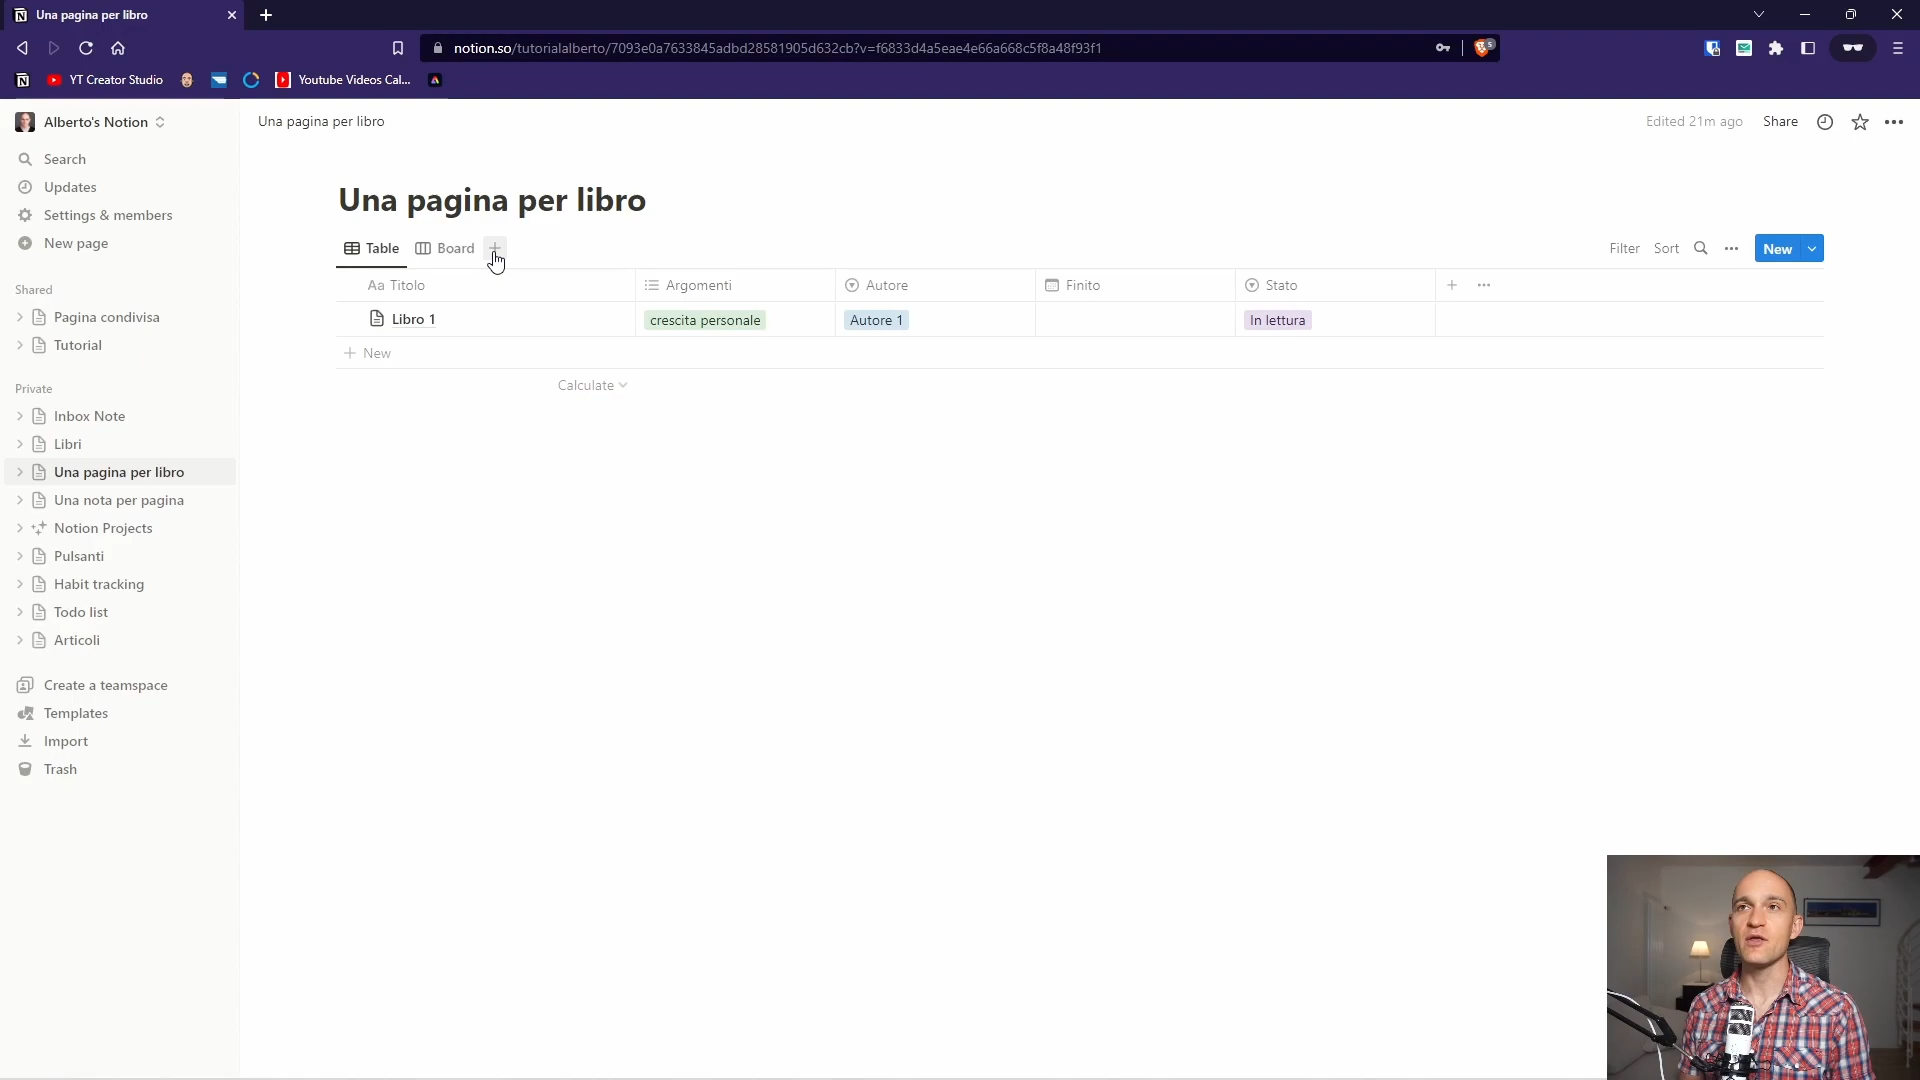 Una pagina per libro
notion.so/tutorialalberto/7093e0a7633845adbd28581905d632cb?v=f6833d4a5eae4e66a668c5f8a48f93f1
5
YT Creator Studio
Youtube Videos Cal...
Alberto's Notion
Una pagina per libro
Edited 21m ago
Share
Search
Updates
Settings & members
New page
Shared
Pagina condivisa
Tutorial
Private
Inbox Note
Libri
Una pagina per libro
Una nota per pagina
Notion Projects
Pulsanti
Habit tracking
Todo list
Articoli
Create a teamspace
Templates
Import
Trash
Una pagina per libro
Table Board
Filter Sort New
Aa Titolo Argomenti Autore Finito Stato
Libro 1 crescita personale Autore 1 In lettura
New
Calculate